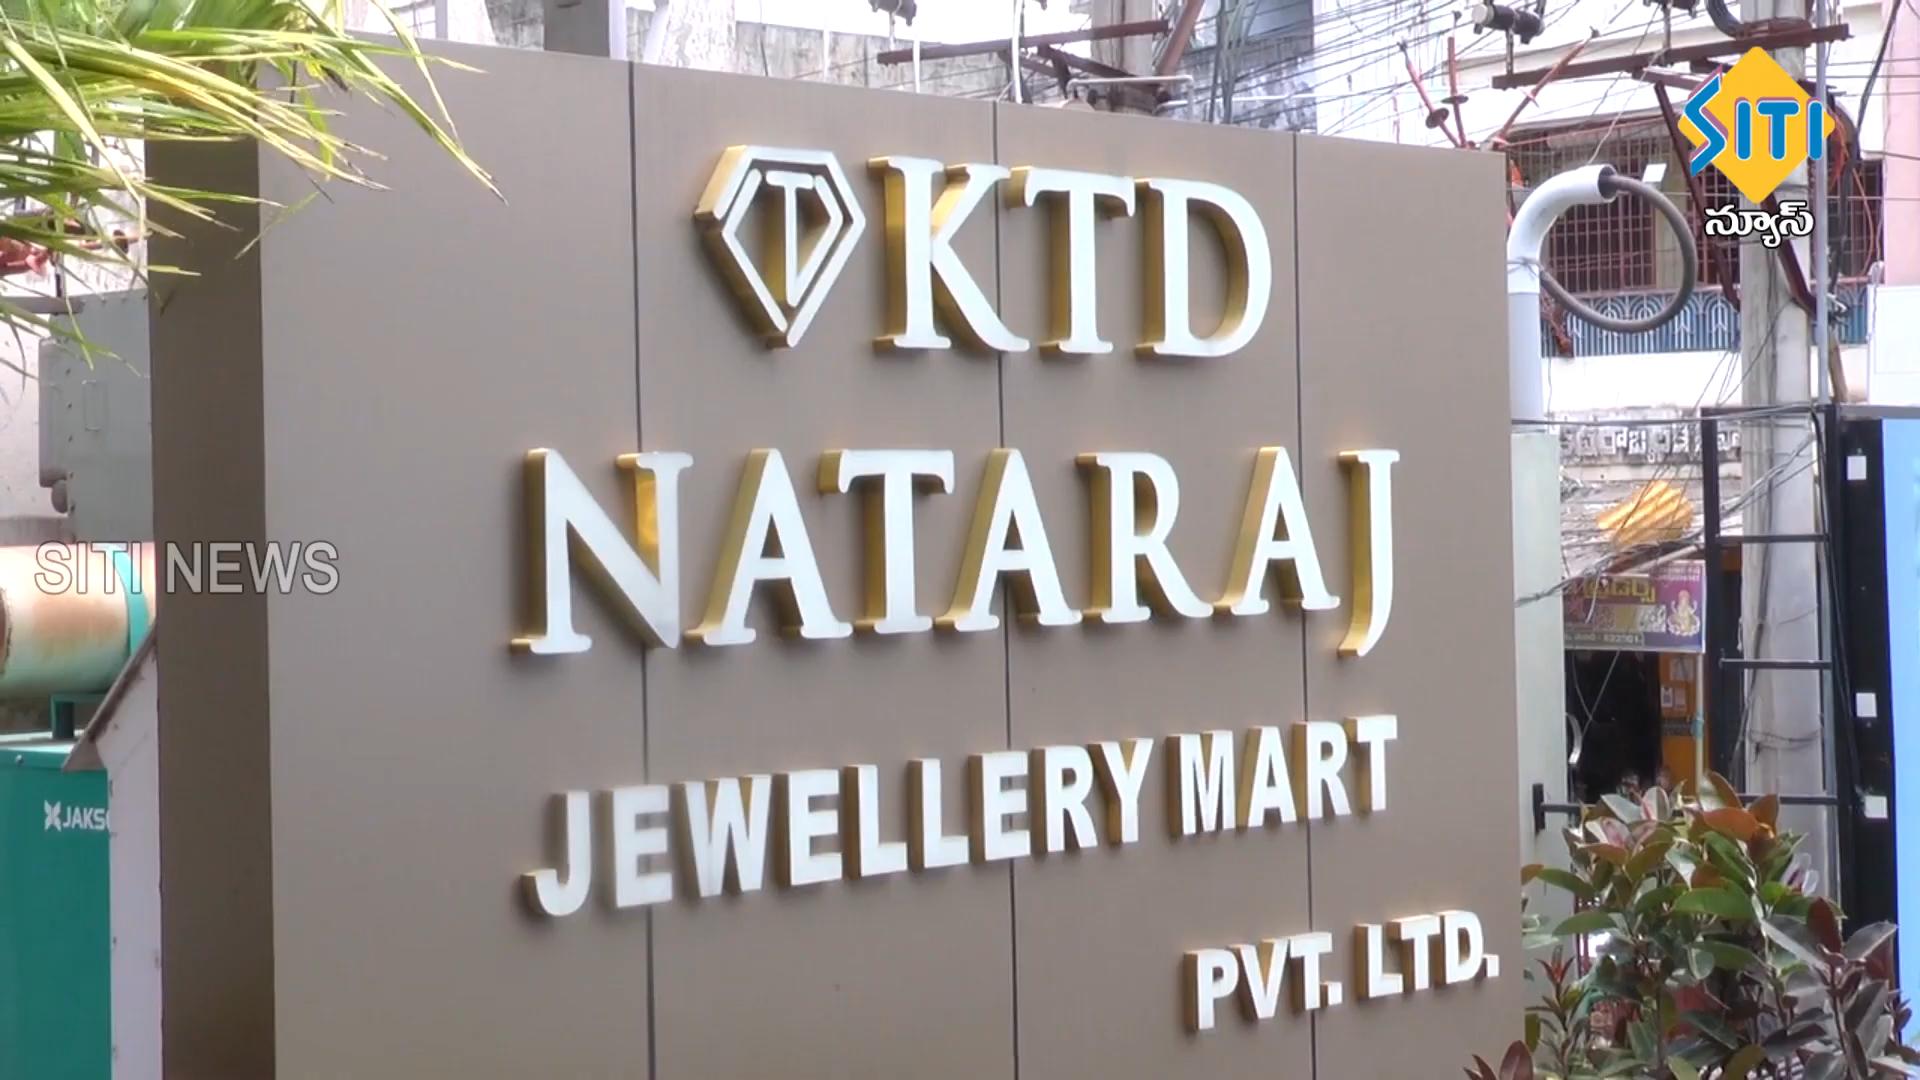 SITI
న్యూస్
KTD
NATARAJ
JEWELLERY MART
PVT. LTD.
SITI NEWS